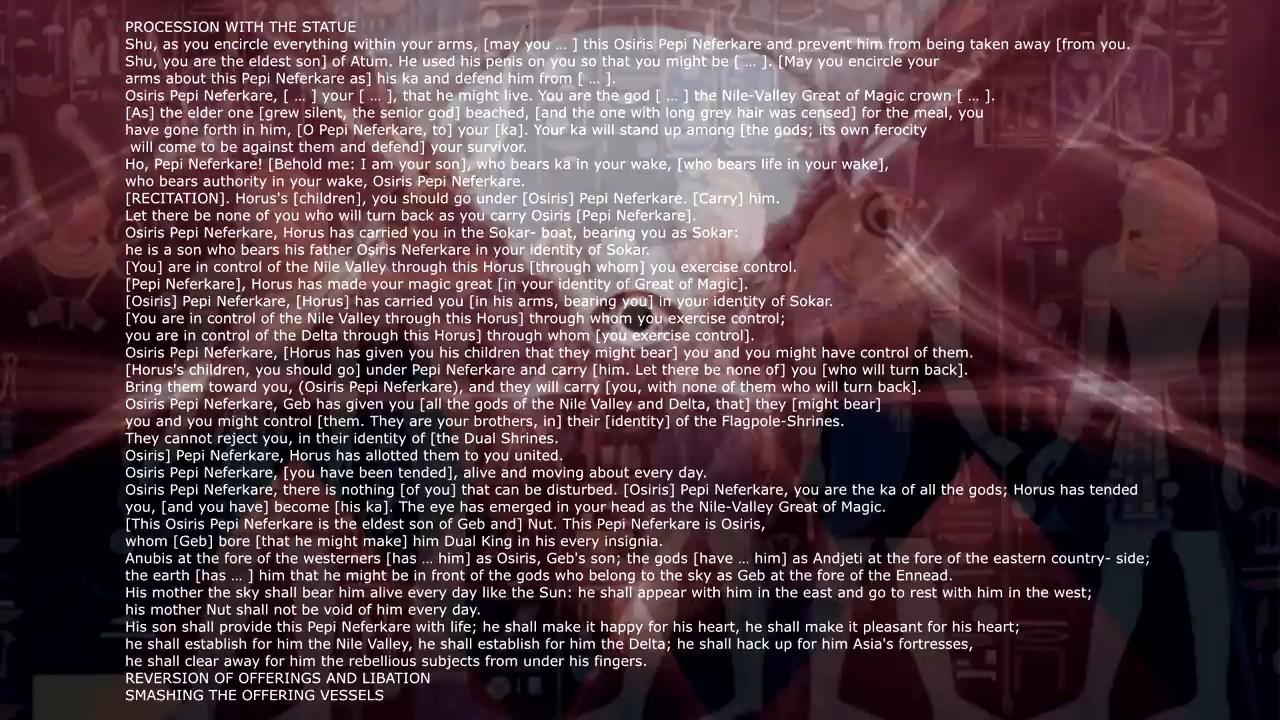 PROCESSION WITH THE STATUE
Shu, as you encircle everything within your arms, [may you … ] this Osiris Pepi Neferkare and prevent him from being taken away [from you.
Shu, you are the eldest son] of Atum. He used his penis on you so that you might be [ … ]. [May you encircle your
arms about this Pepi Neferkare as] his ka and defend him from [ … ].
Osiris Pepi Neferkare, [ … ] your [ … ], that he might live. You are the god [ … ] the Nile-Valley Great of Magic crown [ … ].
[As] the elder one [grew silent, the senior god] beached, [and the one with long grey hair was censed] for the meal, you
have gone forth in him, [O Pepi Neferkare, to] your [ka]. Your ka will stand up among [the gods; its own ferocity
will come to be against them and defend] your survivor.
Ho, Pepi Neferkare! [Behold me: I am your son], who bears ka in your wake, [who bears life in your wake],
who bears authority in your wake, Osiris Pepi Neferkare.
[RECITATION]. Horus's [children], you should go under [Osiris] Pepi Neferkare. [Carry] him.
Let there be none of you who will turn back as you carry Osiris [Pepi Neferkare].
Osiris Pepi Neferkare, Horus has carried you in the Sokar- boat, bearing you as Sokar:
he is a son who bears his father Osiris Neferkare in your identity of Sokar.
[You] are in control of the Nile Valley through this Horus [through whom] you exercise control.
[Pepi Neferkare], Horus has made your magic great [in your identity of Great of Magic].
[Osiris] Pepi Neferkare, [Horus] has carried you [in his arms, bearing you] in your identity of Sokar.
[You are in control of the Nile Valley through this Horus] through whom you exercise control;
you are in control of the Delta through this Horus] through whom [you exercise control].
Osiris Pepi Neferkare, [Horus has given you his children that they might bear] you and you might have control of them.
[Horus's children, you should go] under Pepi Neferkare and carry [him. Let there be none of] you [who will turn back].
Bring them toward you, (Osiris Pepi Neferkare), and they will carry [you, with none of them who will turn back].
Osiris Pepi Neferkare, Geb has given you [all the gods of the Nile Valley and Delta, that] they [might bear]
you and you might control [them. They are your brothers, in] their [identity] of the Flagpole-Shrines.
They cannot reject you, in their identity of [the Dual Shrines.
Osiris] Pepi Neferkare, Horus has allotted them to you united.
Osiris Pepi Neferkare, [you have been tended], alive and moving about every day.
Osiris Pepi Neferkare, there is nothing [of you] that can be disturbed. [Osiris] Pepi Neferkare, you are the ka of all the gods; Horus has tended
you, [and you have] become [his ka]. The eye has emerged in your head as the Nile-Valley Great of Magic.
[This Osiris Pepi Neferkare is the eldest son of Geb and] Nut. This Pepi Neferkare is Osiris,
whom [Geb] bore [that he might make] him Dual King in his every insignia.
Anubis at the fore of the westerners [has … him] as Osiris, Geb's son; the gods [have … him] as Andjeti at the fore of the eastern country- side;
the earth [has … ] him that he might be in front of the gods who belong to the sky as Geb at the fore of the Ennead.
His mother the sky shall bear him alive every day like the Sun: he shall appear with him in the east and go to rest with him in the west;
his mother Nut shall not be void of him every day.
His son shall provide this Pepi Neferkare with life; he shall make it happy for his heart, he shall make it pleasant for his heart;
he shall establish for him the Nile Valley, he shall establish for him the Delta; he shall hack up for him Asia's fortresses,
he shall clear away for him the rebellious subjects from under his fingers.
REVERSION OF OFFERINGS AND LIBATION
SMASHING THE OFFERING VESSELS